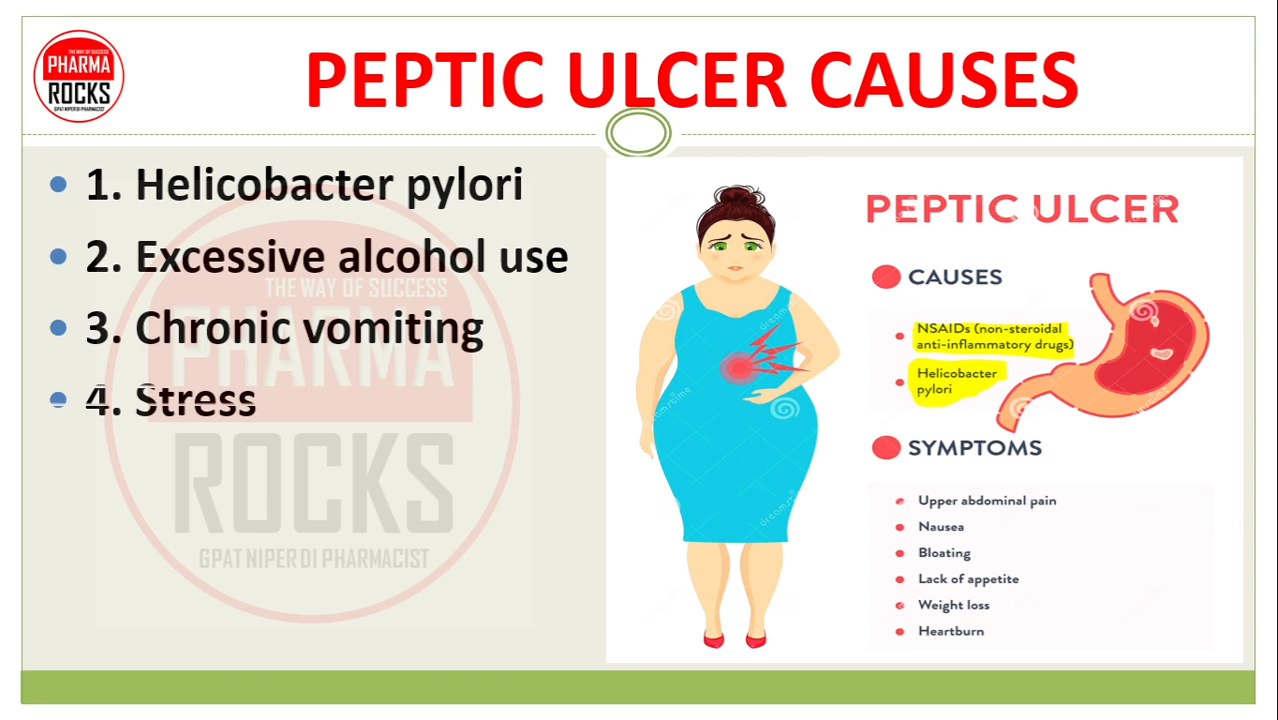 THE WAY OF SUCCESS
PHARMA
ROCKS
GPAT NIPER DI PHARMACIST
PEPTIC ULCER CAUSES
• 1. Helicobacter pylori
• 2. Excessive alcohol use
• 3. Chronic vomiting
• 4. Stress
THE WAY OF SUCCESS
PHARMA
ROCKS
GPAT NIPER DI PHARMACIST
PEPTIC ULCER
CAUSES
NSAIDs (non-steroidal
anti-inflammatory drugs)
Helicobacter
pylori
SYMPTOMS
Upper abdominal pain
Nausea
Bloating
Lack of appetite
Weight loss
Heartburn
dreamstime
dreamstime
dreamstime